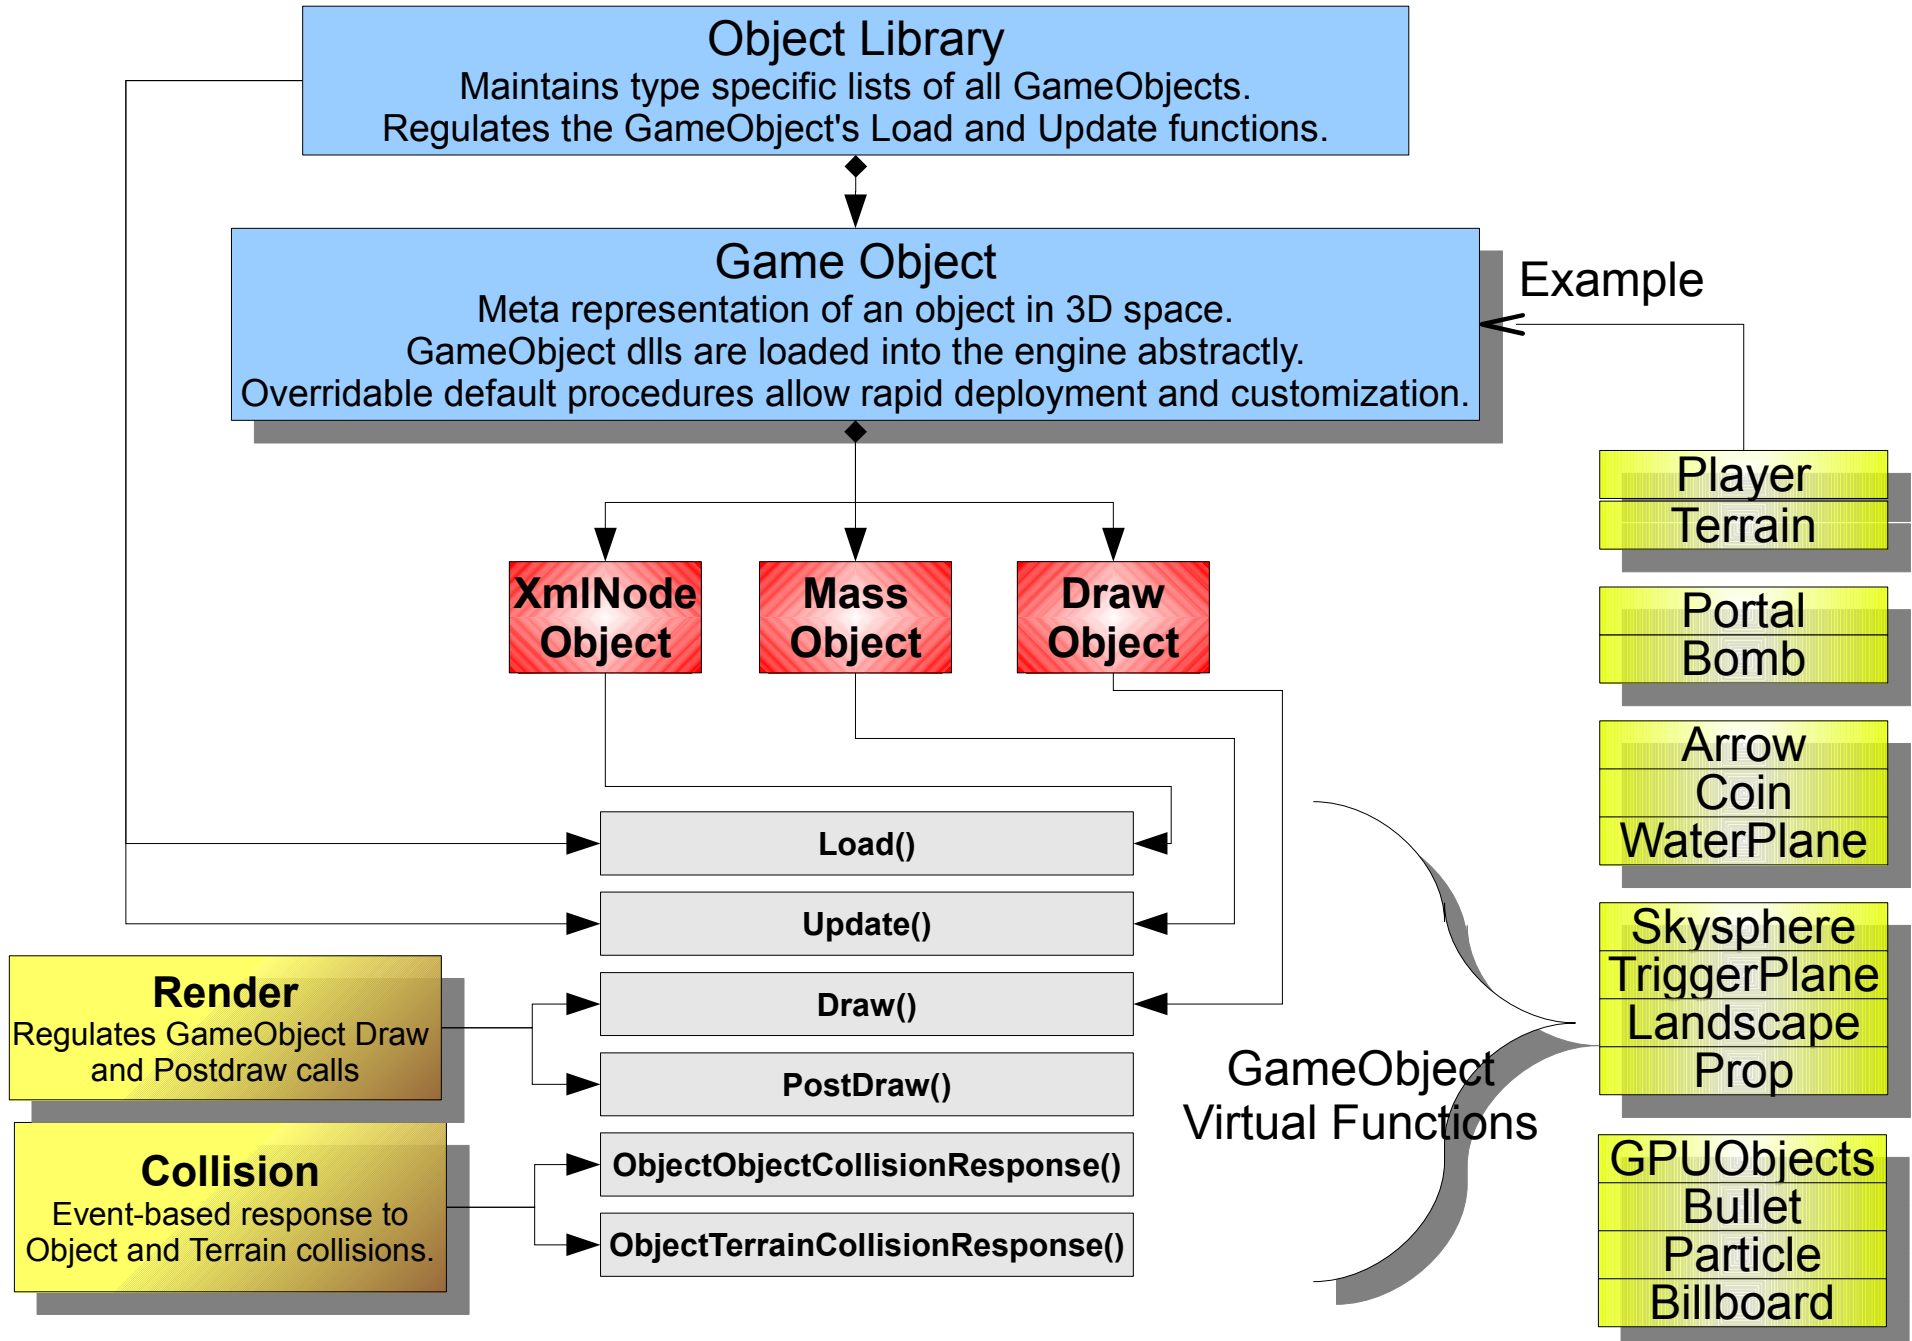 Object Library
Maintains type specific lists of all GameObjects.
Regulates the GameObject's Load and Update functions.
Game Object
Meta representation of an object in 3D space.
GameObject dlls are loaded into the engine abstractly.
Overridable default procedures allow rapid deployment and customization.
Example
XmlNode
Object
Mass
Object
Draw
Object
Load()
Update()
Draw()
PostDraw()
ObjectObjectCollisionResponse()
ObjectTerrainCollisionResponse()
Render
Regulates GameObject Draw
and Postdraw calls
Collision
Event-based response to
Object and Terrain collisions.
GameObject
Virtual Functions
Player
Terrain
Portal
Bomb
Arrow
Coin
WaterPlane
Skysphere
TriggerPlane
Landscape
Prop
GPUObjects
Bullet
Particle
Billboard